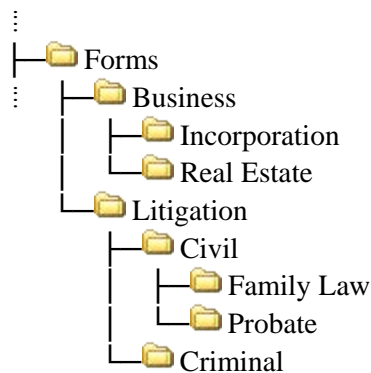 Forms
Business
Incorporation
Real Estate
Litigation
Civil
Family Law
Probate
Criminal